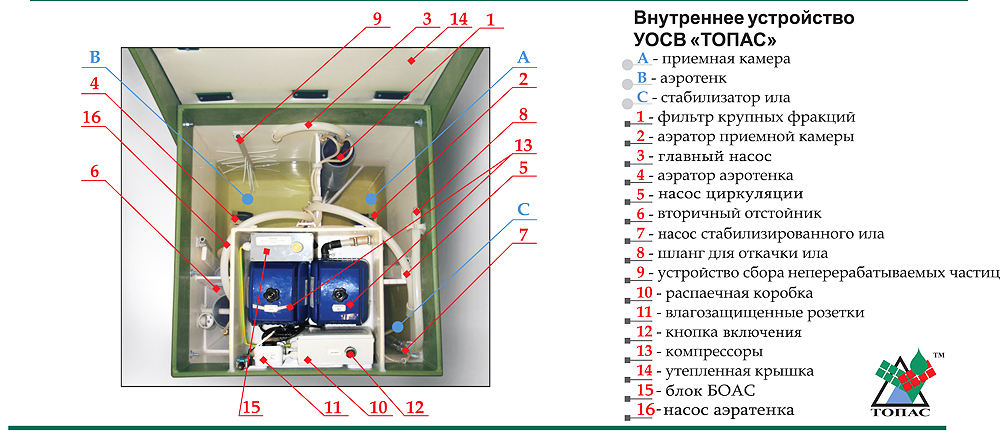 9
3
14
1
B
A
4
2
16
8
13
6
5
C
7
15
11
10
12
Внутреннее устройство
УОСВ «ТОПАС»
A - приемная камера
B - аэротенк
C - стабилизатор ила
1 - фильтр крупных фракций
2 - аэратор приемной камеры
3 - главный насос
4 - аэратор аэротенка
5 - насос циркуляции
6 - вторичный отстойник
7 - насос стабилизированного ила
8 - шланг для откачки ила
9 - устройство сбора неперерабатываемых частиц
10 - распаечная коробка
11 - влагозащищенные розетки
12 - кнопка включения
13 - компрессоры
14 - утепленная крышка
15 - блок БОАС
16 - насос аэратенка
ТОПАС ™